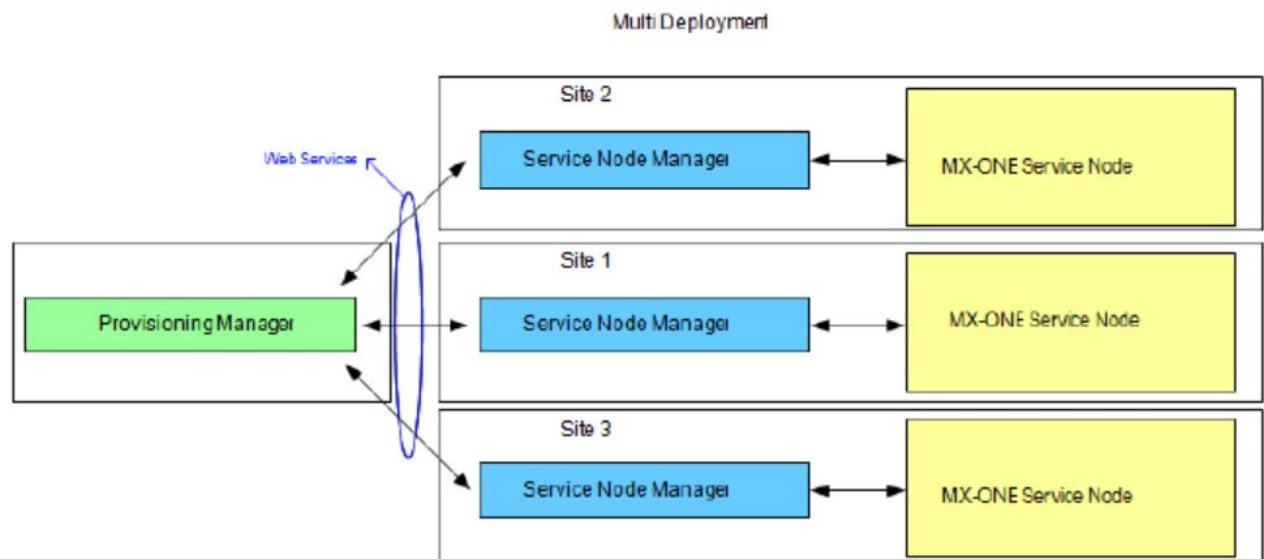 Multi Deployment
Site 2
Web Services
Service Node Manager
MX-ONE Service Node
Site 1
Provisioning Manager
Service Node Manager
MX-ONE Service Node
Site 3
Service Node Manager
MX-ONE Service Node